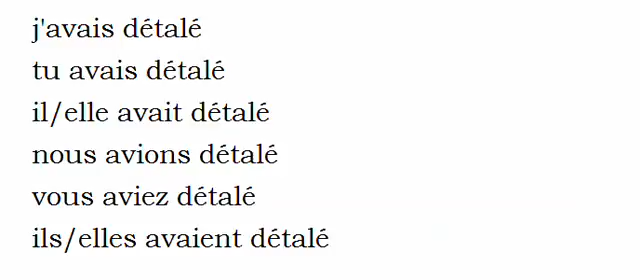 j'avais détalé
tu avais détalé
il/elle avait détalé
nous avions détalé
vous aviez détalé
ils/elles avaient détalé